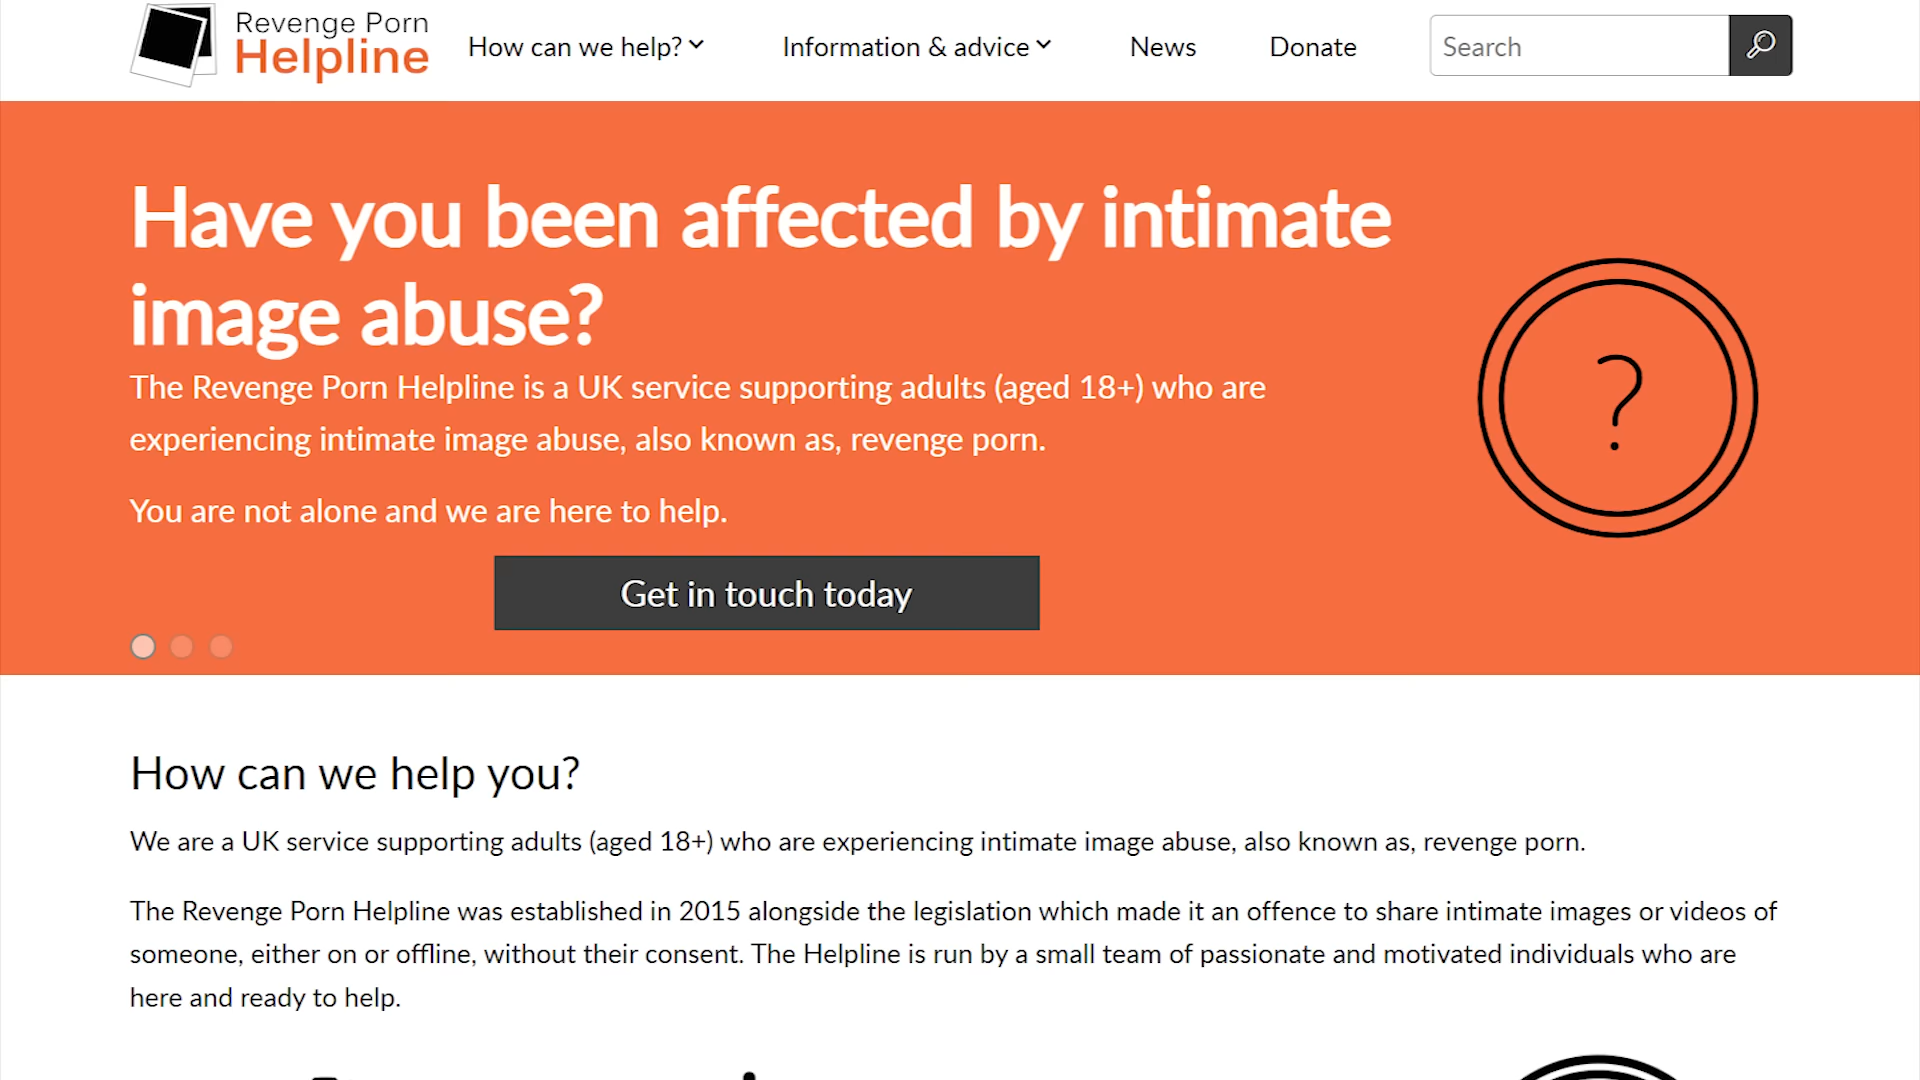 Revenge Porn
Helpline
How can we help?
Information & advice
News
Donate
Search
Have you been affected by intimate
image abuse?
The Revenge Porn Helpline is a UK service supporting adults (aged 18+) who are
experiencing intimate image abuse, also known as, revenge porn.
You are not alone and we are here to help.
?
Get in touch today
How can we help you?
We are a UK service supporting adults (aged 18+) who are experiencing intimate image abuse, also known as, revenge porn.
The Revenge Porn Helpline was established in 2015 alongside the legislation which made it an offence to share intimate images or videos of
someone, either on or offline, without their consent. The Helpline is run by a small team of passionate and motivated individuals who are
here and ready to help.